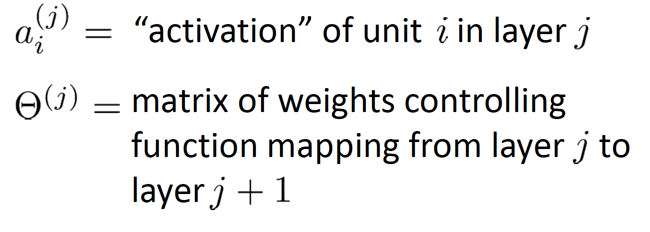 a_i^{(j)} = “activation” of unit i in layer j
Θ^{(j)} = matrix of weights controlling
function mapping from layer j to
layer j + 1